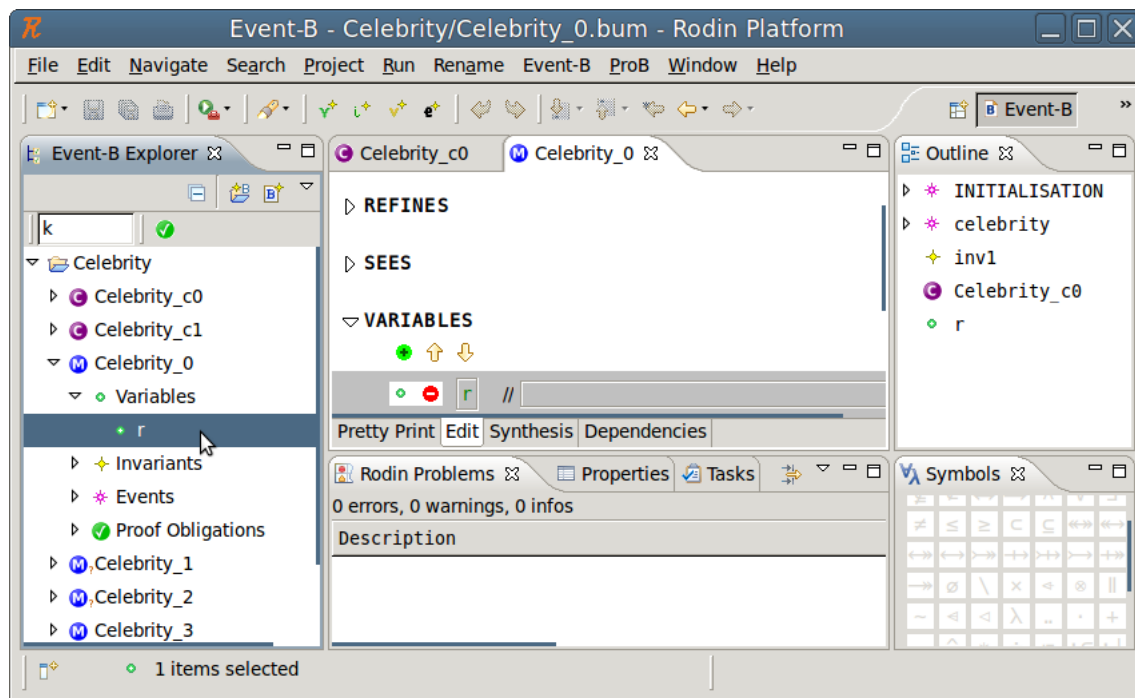 Event-B - Celebrity/Celebrity_0.bum - Rodin Platform
File Edit Navigate Search Project Run Rename Event-B ProB Window Help
Event-B
Event-B Explorer
k
Celebrity
Celebrity_c0
Celebrity_c1
Celebrity_0
Variables
r
Invariants
Events
Proof Obligations
Celebrity_1
Celebrity_2
Celebrity_3
Celebrity_c0 Celebrity_0
REFINES
SEES
VARIABLES
r //
Pretty Print Edit Synthesis Dependencies
Rodin Problems Properties Tasks
0 errors, 0 warnings, 0 infos
Description
Outline
INITIALISATION
celebrity
inv1
Celebrity_c0
r
Symbols
1 items selected